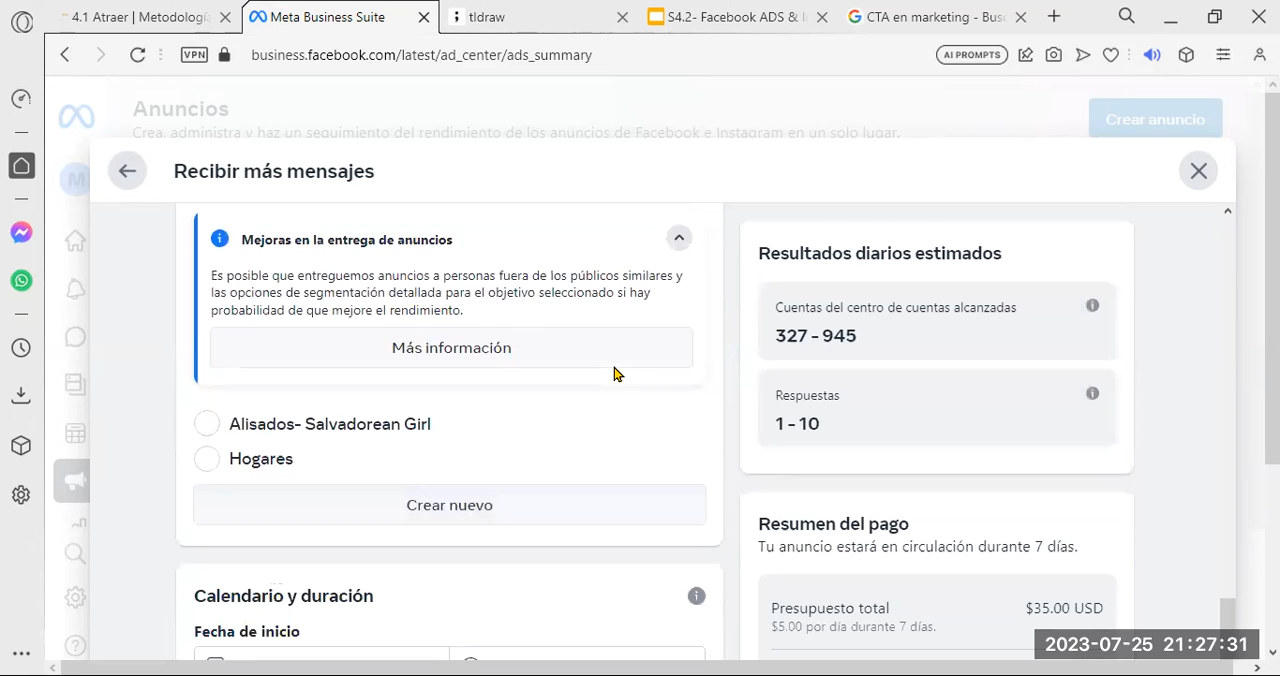 4.1 Atraer | Metodologí
Meta Business Suite
tldraw
S4.2- Facebook ADS & I
CTA en marketing - Bus
VPN
business.facebook.com/latest/ad_center/ads_summary
AI PROMPTS
Anuncios
Crea, administra y haz un seguimiento del rendimiento de los anuncios de Facebook e Instagram en un solo lugar.
Crear anuncio
M
Recibir más mensajes
Mejoras en la entrega de anuncios
Es posible que entreguemos anuncios a personas fuera de los públicos similares y
las opciones de segmentación detallada para el objetivo seleccionado si hay
probabilidad de que mejore el rendimiento.
Más información
Alisados- Salvadorean Girl
Hogares
Crear nuevo
Calendario y duración
Fecha de inicio
Resultados diarios estimados
Cuentas del centro de cuentas alcanzadas
327 - 945
Respuestas
1 - 10
Resumen del pago
Tu anuncio estará en circulación durante 7 días.
Presupuesto total $35.00 USD
$5.00 por día durante 7 días.
2023-07-25 21:27:31